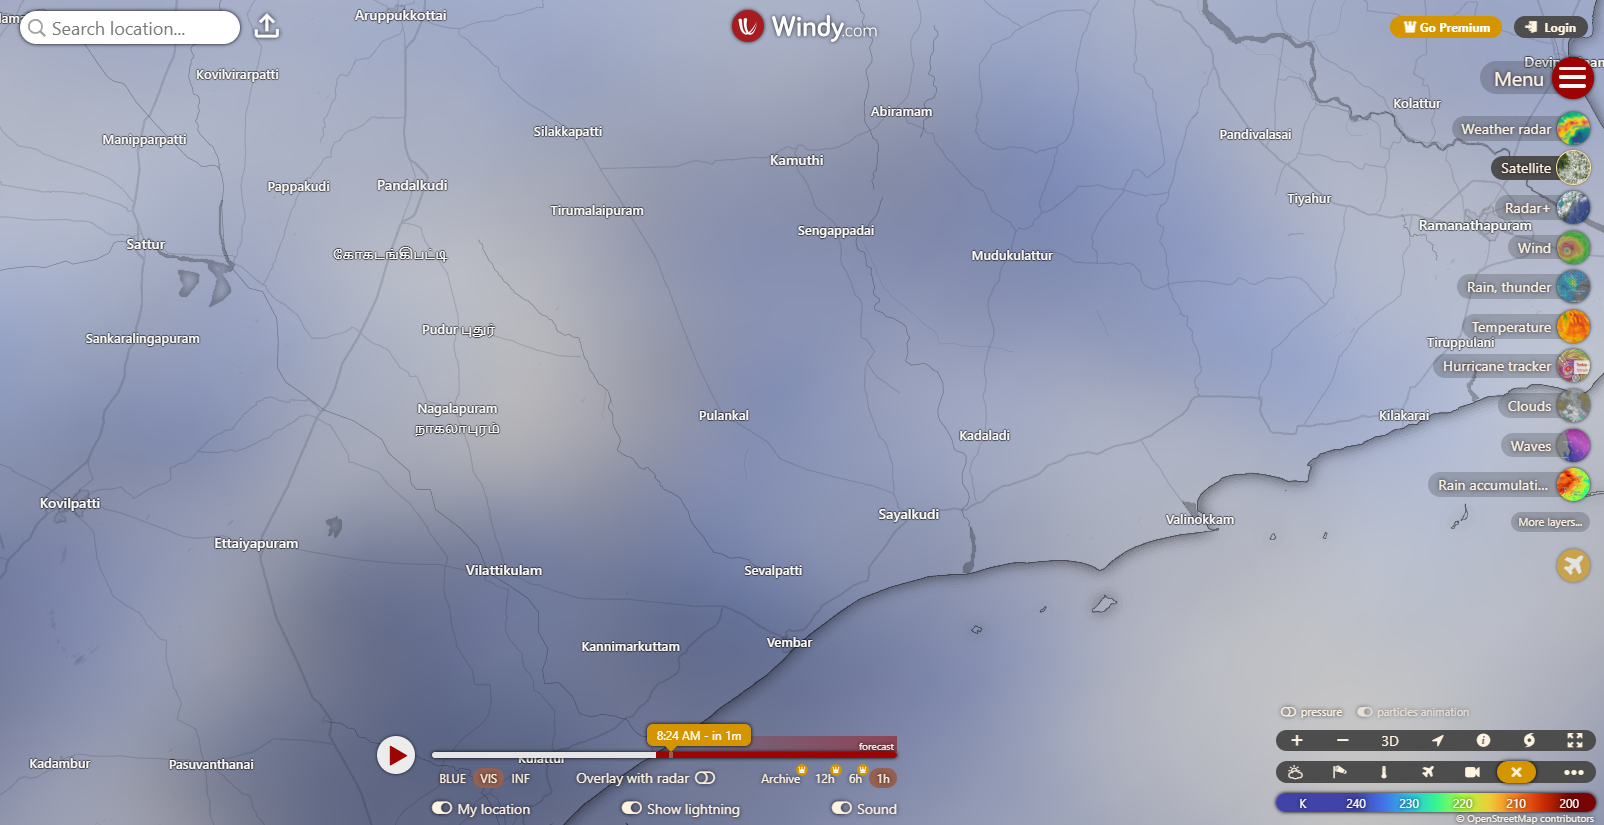 Aruppukkottai
Search location...
Windy.com
Go Premium
Login
Kovilvirarpatti
Menu
Kolattur
Abiramam
Silakkapatti
Pandivalasai
Weather radar
Manipparpatti
Kamuthi
Satellite
Pappakudi
Pandalkudi
Tiyahur
Radar+
Tirumalaipuram
Ramanathapuram
Sengappadai
Sattur
Wind
கோகடங்கிபட்டி
Mudukulattur
Rain, thunder
Pudur புதூர்
Temperature
Sankaralingapuram
Tiruppulani
Hurricane tracker
Nagalapuram
நாகலாபுரம்
Clouds
Pulankal
Kilakarai
Kadaladi
Waves
Rain accumulati...
Kovilpatti
Sayalkudi
Valinokkam
More layers...
Ettaiyapuram
Vilattikulam
Sevalpatti
Kannimarkuttam
Vembar
pressure
particles animation
8:24 AM - in 1m
forecast
3D
Kadambur
Pasuvanthanai
Kulattur
BLUE VIS INF
Overlay with radar
Archive 12h 6h 1h
My location
Show lightning
Sound
K 240 230 220 210 200
© OpenStreetMap contributors